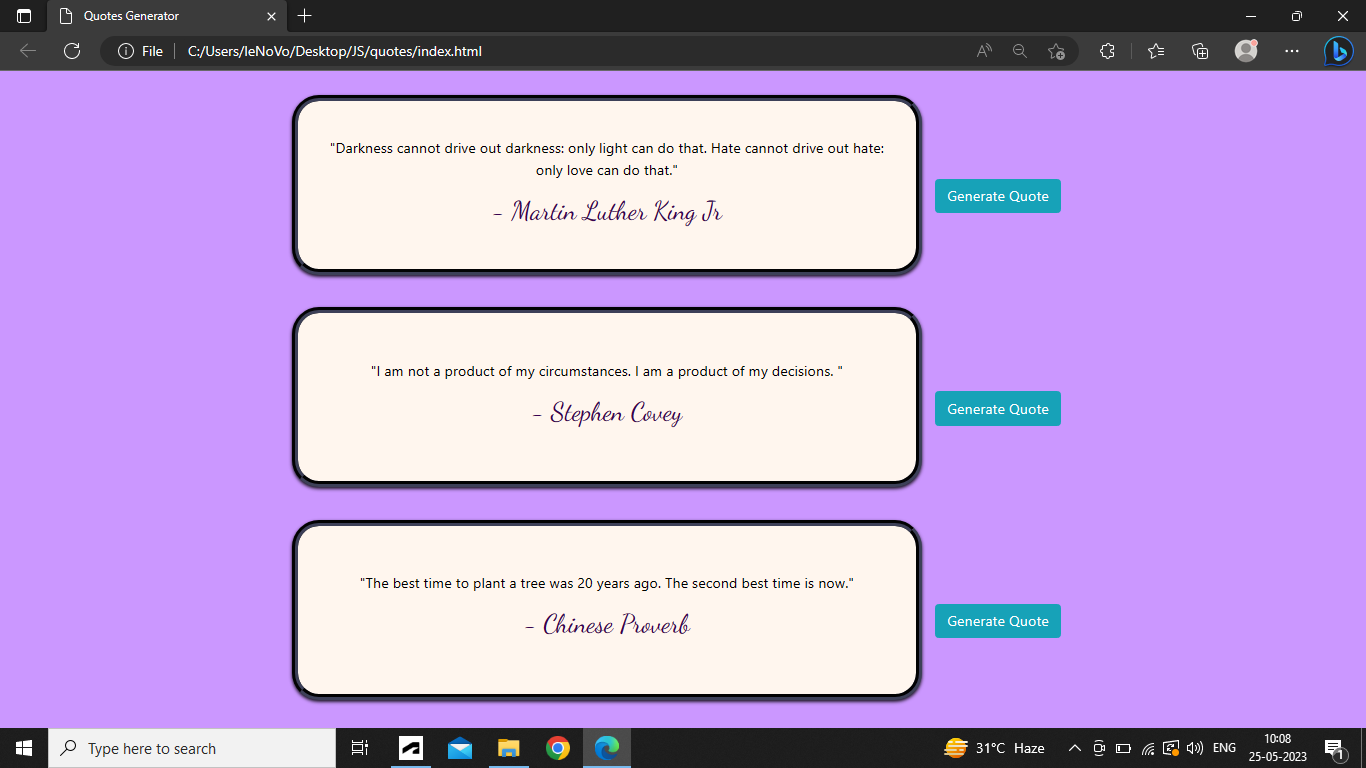 Quotes Generator
File
C:/Users/leNoVo/Desktop/JS/quotes/index.html
"Darkness cannot drive out darkness: only light can do that. Hate cannot drive out hate:
only love can do that."
- Martin Luther King Jr
Generate Quote
"I am not a product of my circumstances. I am a product of my decisions. "
- Stephen Covey
Generate Quote
"The best time to plant a tree was 20 years ago. The second best time is now."
- Chinese Proverb
Generate Quote
Type here to search
31°C Haze
ENG
10:08
25-05-2023
1